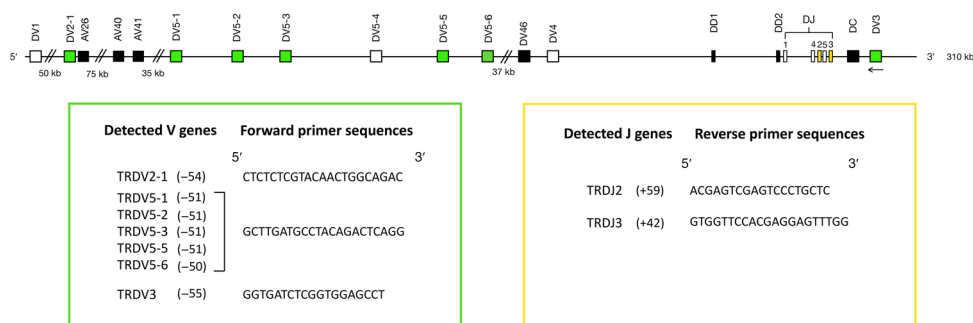 DV1 DV2-1 AV26 AV40 AV41 DV5-1 DV5-2 DV5-3 DV5-4 DV5-5 DV5-6 DV46 DV4 DD1 DD2 DJ DC DV3
1 4 2 5 3
5′ 3′ 310 kb
50 kb 75 kb 35 kb 37 kb
Detected V genes Forward primer sequences
5′ 3′
TRDV2-1 (−54) CTCTCTCGTACAACTGGCAGAC
TRDV5-1 (−51)
TRDV5-2 (−51)
TRDV5-3 (−51) GCTTGATGCCTACAGACTCAGG
TRDV5-5 (−51)
TRDV5-6 (−50)
TRDV3 (−55) GGTGATCTCGGTGGAGCCT
Detected J genes Reverse primer sequences
5′ 3′
TRDJ2 (+59) ACGAGTCGAGTCCCTGCTC
TRDJ3 (+42) GTGGTTCCACGAGGAGTTTGG